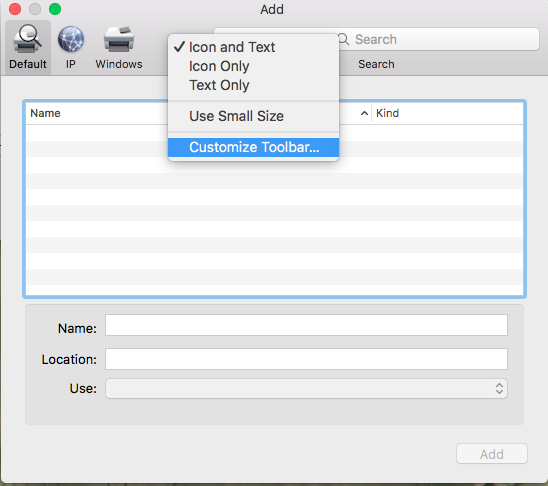 Add
Default
IP
Windows
✓ Icon and Text
Icon Only
Text Only
Use Small Size
Customize Toolbar...
Search
Search
Name
Kind
Name:
Location:
Use:
Add